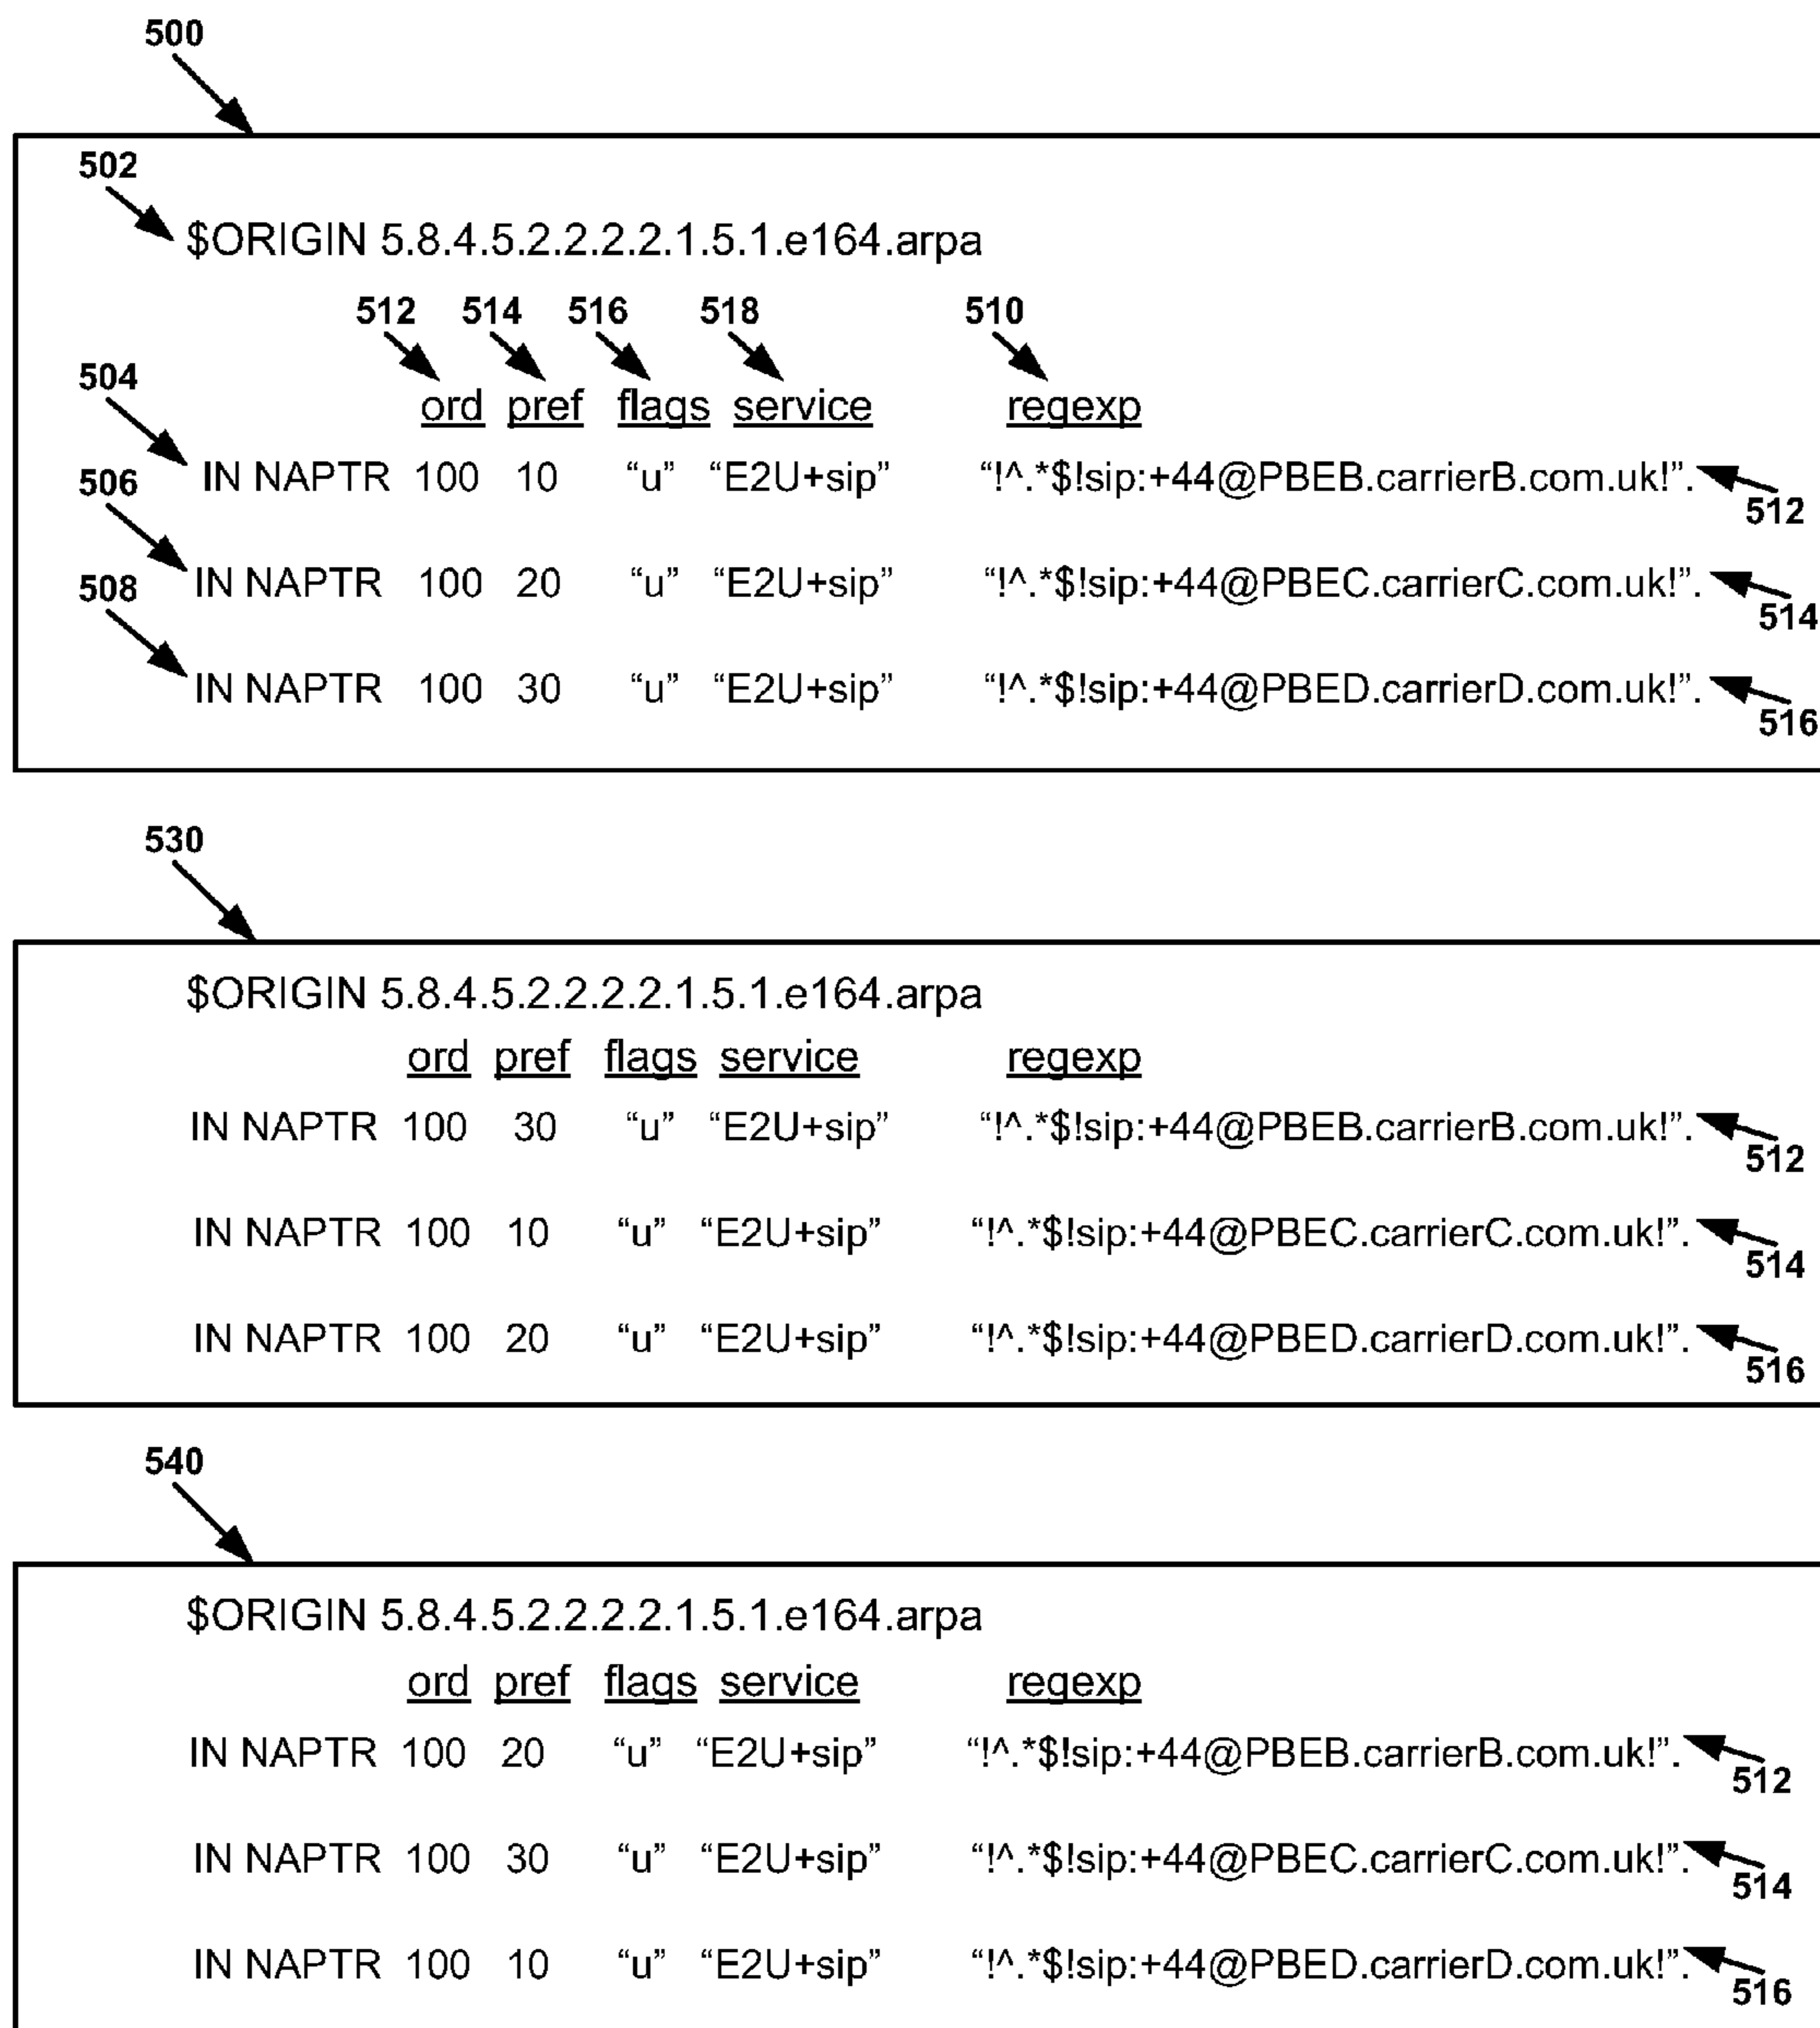 500
502
$ORIGIN 5.8.4.5.2.2.2.2.1.5.1.e164.arpa
512 514 516 518 510
504
ord pref flags service regexp
IN NAPTR 100 10 “u” “E2U+sip” “!^.*$!sip:+44@PBEB.carrierB.com.uk!”.
506
512
IN NAPTR 100 20 “u” “E2U+sip” “!^.*$!sip:+44@PBEC.carrierC.com.uk!”.
508
514
IN NAPTR 100 30 “u” “E2U+sip” “!^.*$!sip:+44@PBED.carrierD.com.uk!”.
516
530
$ORIGIN 5.8.4.5.2.2.2.2.1.5.1.e164.arpa
ord pref flags service regexp
IN NAPTR 100 30 “u” “E2U+sip” “!^.*$!sip:+44@PBEB.carrierB.com.uk!”.
512
IN NAPTR 100 10 “u” “E2U+sip” “!^.*$!sip:+44@PBEC.carrierC.com.uk!”.
514
IN NAPTR 100 20 “u” “E2U+sip” “!^.*$!sip:+44@PBED.carrierD.com.uk!”.
516
540
$ORIGIN 5.8.4.5.2.2.2.2.1.5.1.e164.arpa
ord pref flags service regexp
IN NAPTR 100 20 “u” “E2U+sip” “!^.*$!sip:+44@PBEB.carrierB.com.uk!”.
512
IN NAPTR 100 30 “u” “E2U+sip” “!^.*$!sip:+44@PBEC.carrierC.com.uk!”.
514
IN NAPTR 100 10 “u” “E2U+sip” “!^.*$!sip:+44@PBED.carrierD.com.uk!”.
516